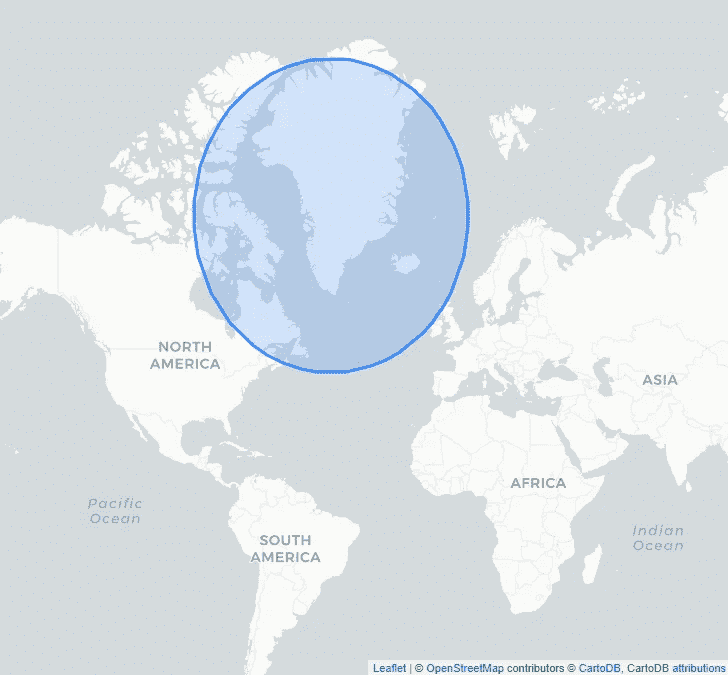 NORTH
AMERICA
ASIA
AFRICA
Pacific
Ocean
Indian
Ocean
SOUTH
AMERICA
Leaflet | © OpenStreetMap contributors © CartoDB, CartoDB attributions